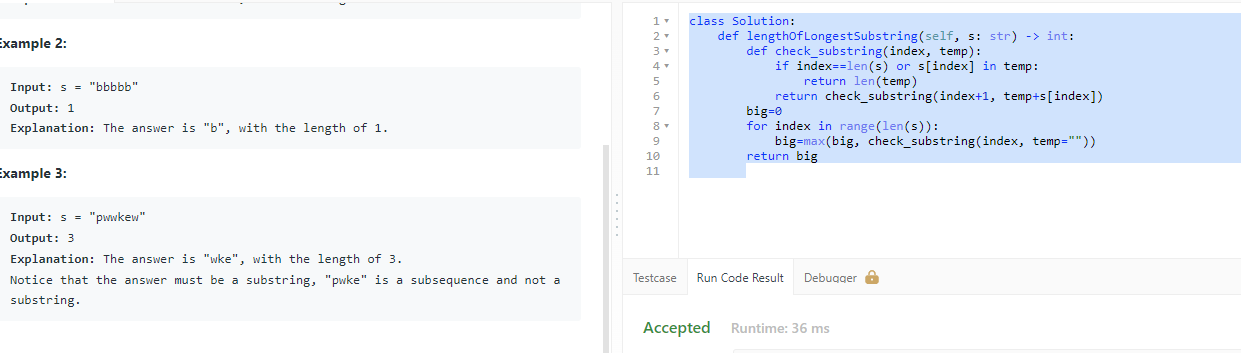 Example 2:
Input: s = "bbbbb"
Output: 1
Explanation: The answer is "b", with the length of 1.
Example 3:
Input: s = "pwwkew"
Output: 3
Explanation: The answer is "wke", with the length of 3.
Notice that the answer must be a substring, "pwke" is a subsequence and not a
substring.
1 class Solution:
2 def lengthOfLongestSubstring(self, s: str) -> int:
3 def check_substring(index, temp):
4 if index==len(s) or s[index] in temp:
5 return len(temp)
6 return check_substring(index+1, temp+s[index])
7 big=0
8 for index in range(len(s)):
9 big=max(big, check_substring(index, temp=""))
10 return big
11
Testcase Run Code Result Debugger
Accepted Runtime: 36 ms